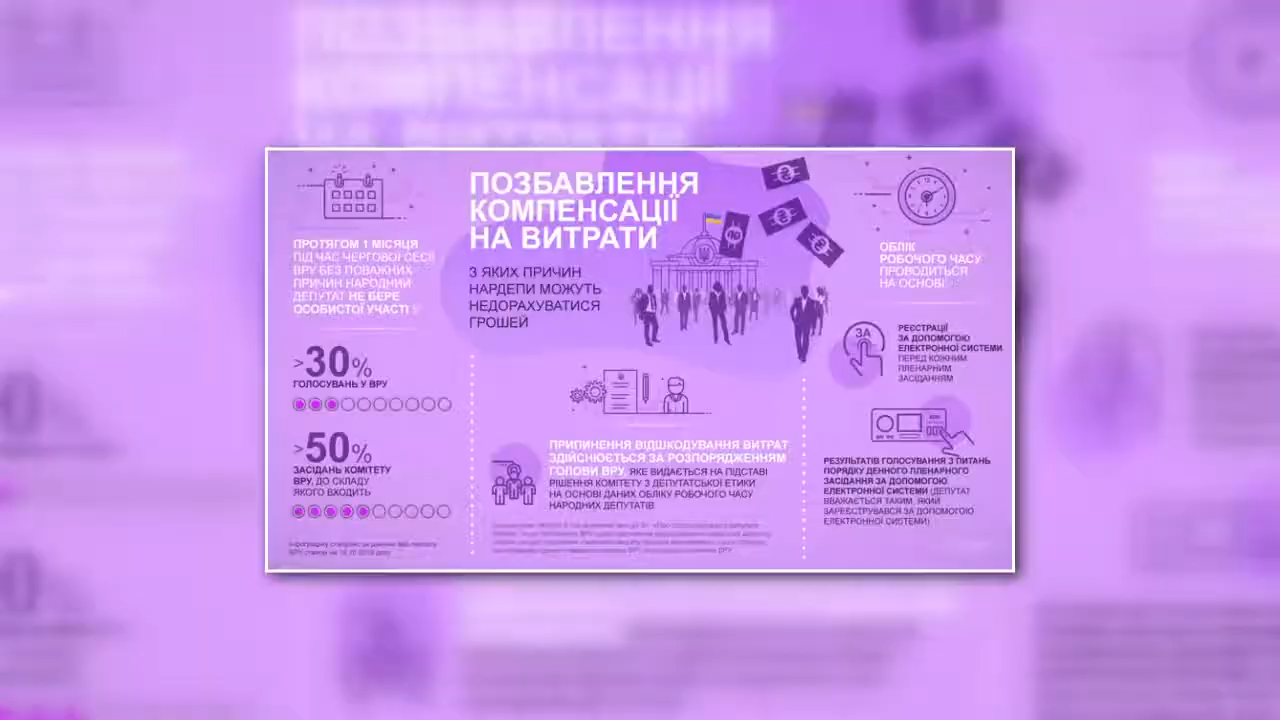 ПОЗБАВЛЕННЯ
КОМПЕНСАЦІЇ
НА ВИТРАТИ
З ЯКИХ ПРИЧИН
НАРДЕПИ МОЖУТЬ
НЕДОРАХУВАТИСЯ
ГРОШЕЙ
ПРОТЯГОМ 1 МІСЯЦЯ
ПІД ЧАС ЧЕРГОВОЇ СЕСІЇ
ВРУ БЕЗ ПОВАЖНИХ
ПРИЧИН НАРОДНИЙ
ДЕПУТАТ НЕ БЕРЕ
ОСОБИСТОЇ УЧАСТІ У
>30%
ГОЛОСУВАНЬ У ВРУ
>50%
ЗАСІДАНЬ КОМІТЕТУ
ВРУ, ДО СКЛАДУ
ЯКОГО ВХОДИТЬ
ПРИПИНЕННЯ ВІДШКОДУВАННЯ ВИТРАТ
ЗДІЙСНЮЄТЬСЯ ЗА РОЗПОРЯДЖЕННЯМ
ГОЛОВИ ВРУ, ЯКЕ ВИДАЄТЬСЯ НА ПІДСТАВІ
РІШЕННЯ КОМІТЕТУ З ДЕПУТАТСЬКОЇ ЕТИКИ
НА ОСНОВІ ДАНИХ ОБЛІКУ РОБОЧОГО ЧАСУ
НАРОДНИХ ДЕПУТАТІВ
ОБЛІК
РОБОЧОГО ЧАСУ
ПРОВОДИТЬСЯ
НА ОСНОВІ
ЗА
РЕЄСТРАЦІЇ
ЗА ДОПОМОГОЮ
ЕЛЕКТРОННОЇ СИСТЕМИ
ПЕРЕД КОЖНИМ
ПЛЕНАРНИМ
ЗАСІДАННЯМ
РЕЗУЛЬТАТІВ ГОЛОСУВАННЯ З ПИТАНЬ
ПОРЯДКУ ДЕННОГО ПЛЕНАРНОГО
ЗАСІДАННЯ ЗА ДОПОМОГОЮ
ЕЛЕКТРОННОЇ СИСТЕМИ (ДЕПУТАТ
ВВАЖАЄТЬСЯ ТАКИМ, ЯКИЙ
ЗАРЕЄСТРУВАВСЯ ЗА ДОПОМОГОЮ
ЕЛЕКТРОННОЇ СИСТЕМИ)